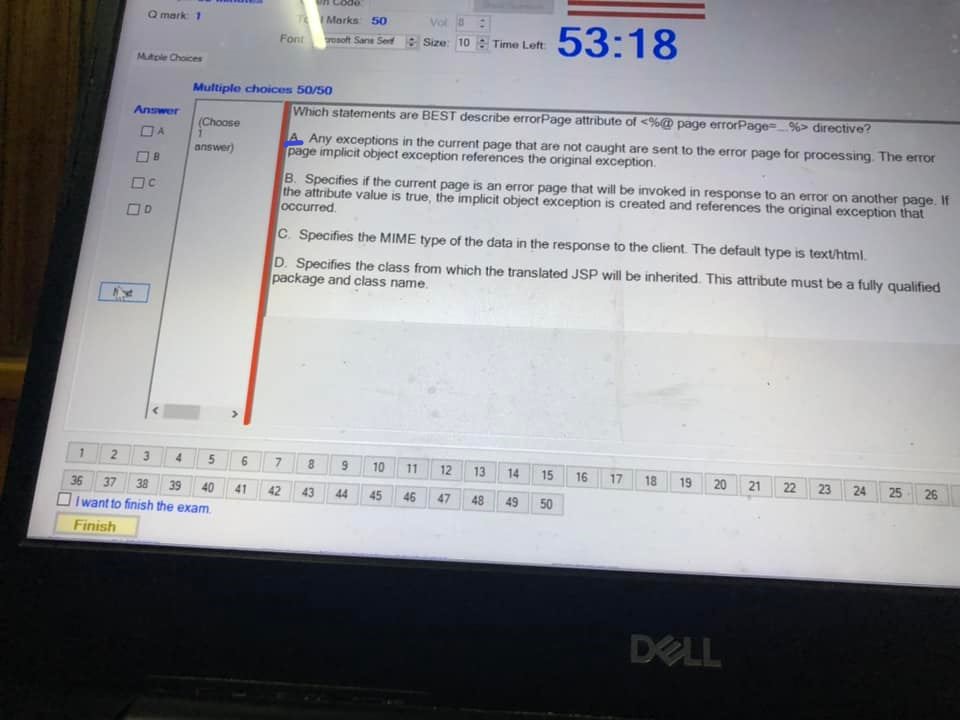 Code:
Q mark: 1
Marks: 50
Vol 8
Font
Sans Serif
Size: 10
Time Left:
53:18
Multiple Choices
Multiple choices 50/50
Answer
A
B
C
D
(Choose
1
answer)
Which statements are BEST describe errorPage attribute of <%@ page errorPage=....%> directive?
A. Any exceptions in the current page that are not caught are sent to the error page for processing. The error
page implicit object exception references the original exception.
B. Specifies if the current page is an error page that will be invoked in response to an error on another page. If
the attribute value is true, the implicit object exception is created and references the original exception that
occurred.
C. Specifies the MIME type of the data in the response to the client. The default type is text/html.
D. Specifies the class from which the translated JSP will be inherited. This attribute must be a fully qualified
package and class name.
1 2 3 4 5 6 7 8 9 10 11 12 13 14 15 16 17 18 19 20 21 22 23 24 25 26
36 37 38 39 40 41 42 43 44 45 46 47 48 49 50
I want to finish the exam.
Finish
DELL